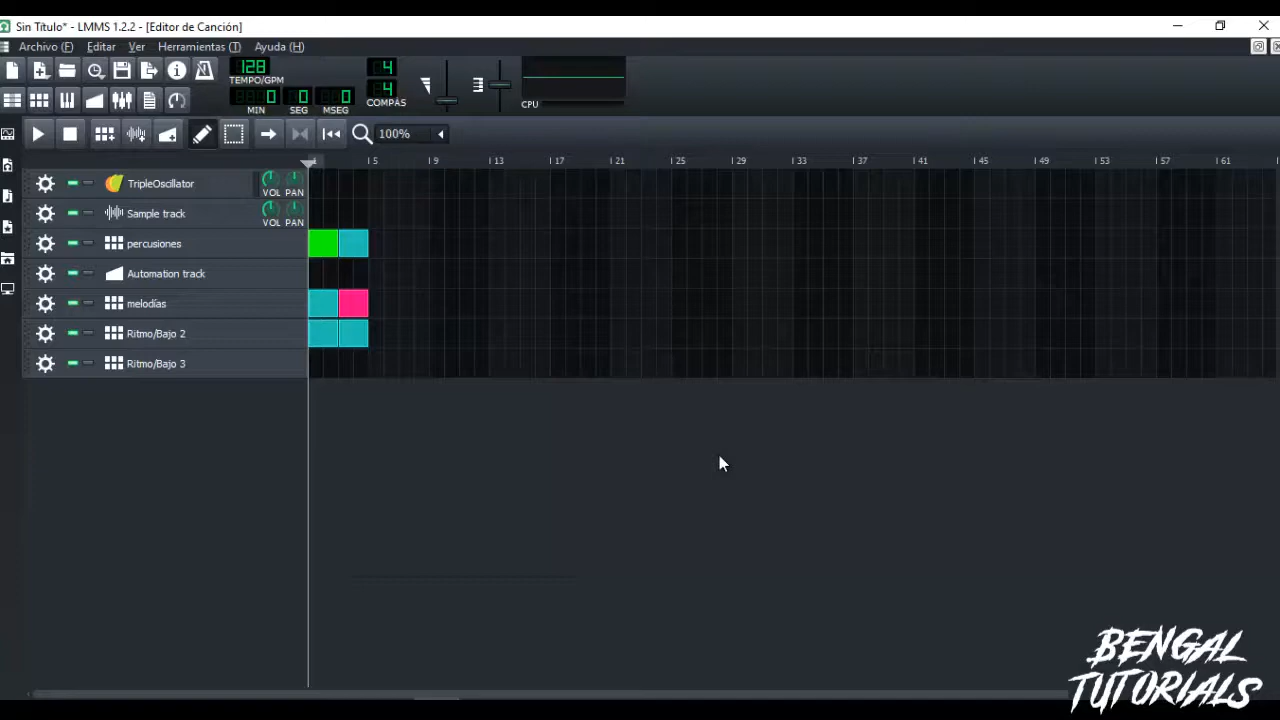 Sin Título* - LMMS 1.2.2 - [Editor de Canción]
Archivo (F) Editar Ver Herramientas (T) Ayuda (H)
128
TEMPO/GPM
4
4
COMPÁS
0 0 0
MIN SEG MSEG
CPU
100%
5 9 13 17 21 25 29 33 37 41 45 49 53 57 61
TripleOscillator VOL PAN
Sample track VOL PAN
percusiones
Automation track
melodías
Ritmo/Bajo 2
Ritmo/Bajo 3
BENGAL
TUTORIALS